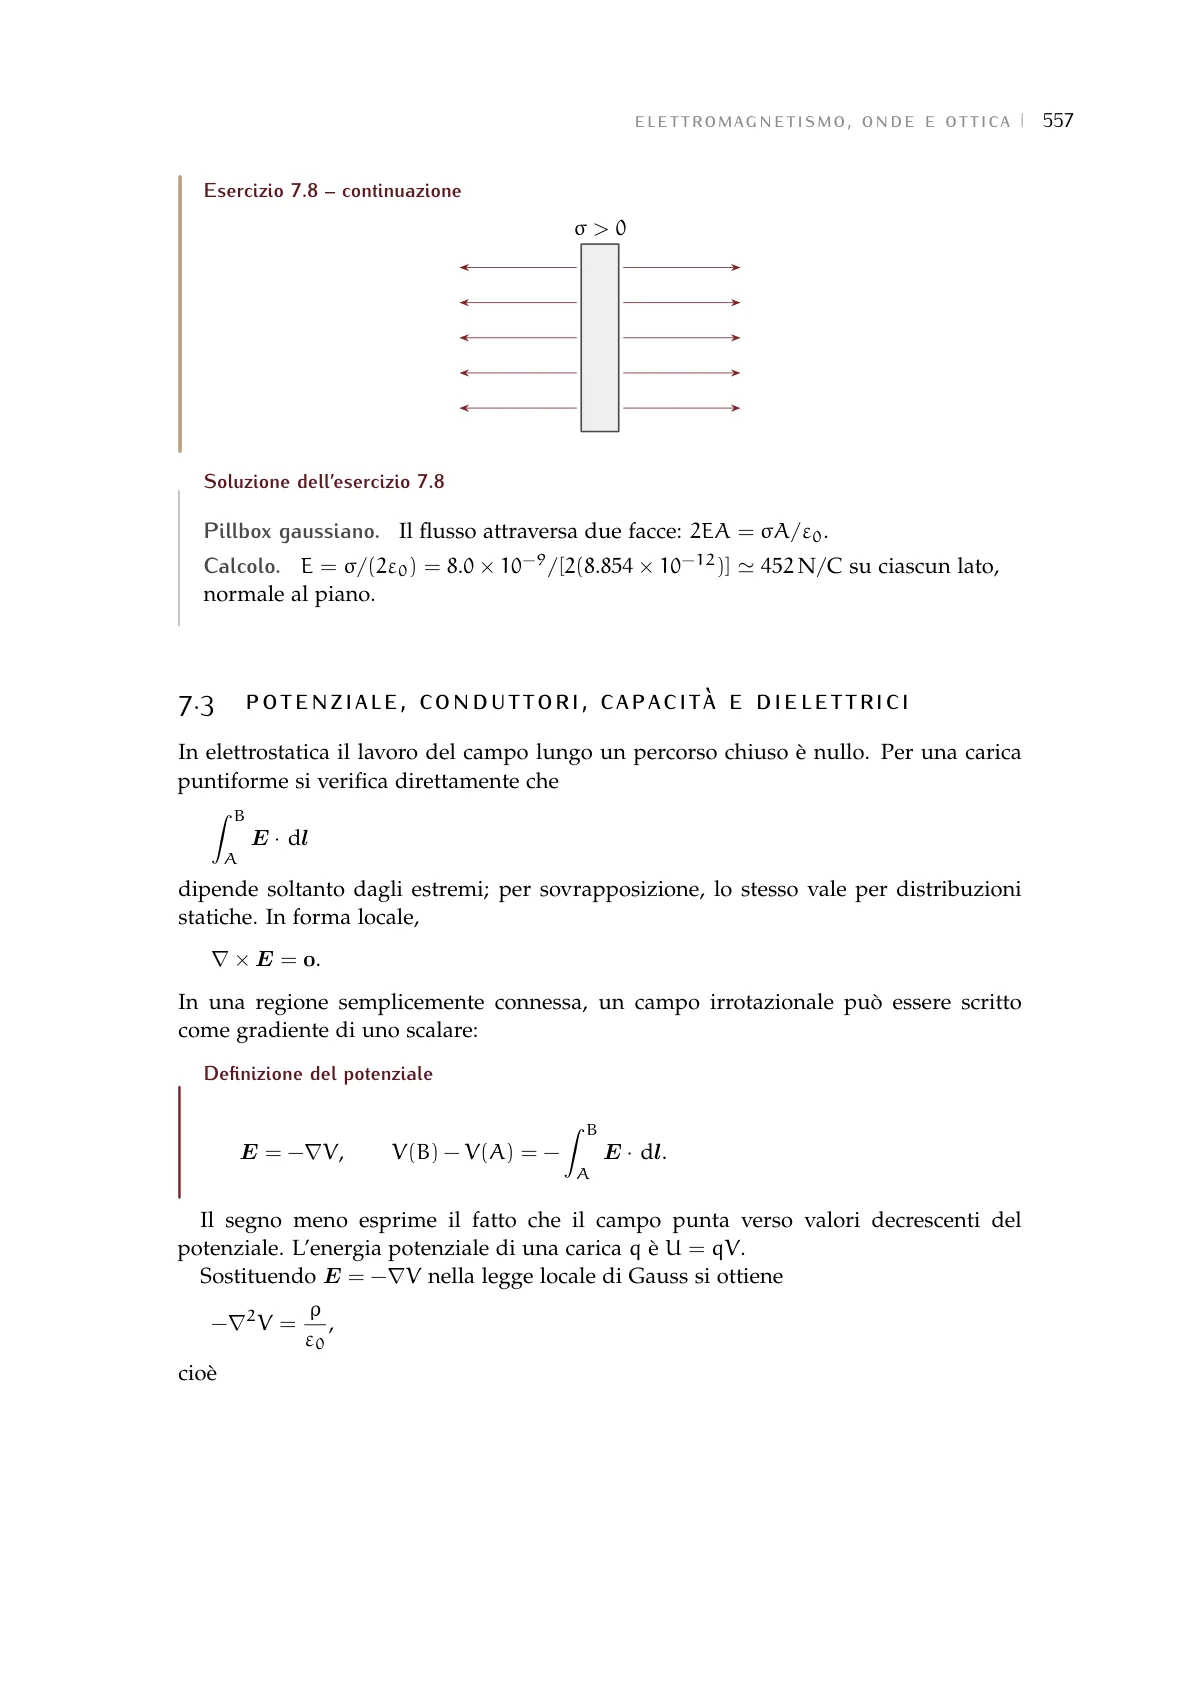 ELETTROMAGNETISMO, ONDE E OTTICA | 557
Esercizio 7.8 – continuazione
σ > 0
Soluzione dell'esercizio 7.8
Pillbox gaussiano. Il flusso attraversa due facce: 2EA = σA/ε₀.
Calcolo. E = σ/(2ε₀) = 8.0 × 10⁻⁹/[2(8.854 × 10⁻¹²)] ≃ 452 N/C su ciascun lato,
normale al piano.
7.3 POTENZIALE, CONDUTTORI, CAPACITÀ E DIELETTRICI
In elettrostatica il lavoro del campo lungo un percorso chiuso è nullo. Per una carica
puntiforme si verifica direttamente che
∫_A^B E · dl
dipende soltanto dagli estremi; per sovrapposizione, lo stesso vale per distribuzioni
statiche. In forma locale,
∇ × E = 0.
In una regione semplicemente connessa, un campo irrotazionale può essere scritto
come gradiente di uno scalare:
Definizione del potenziale
E = −∇V, V(B) − V(A) = − ∫_A^B E · dl.
Il segno meno esprime il fatto che il campo punta verso valori decrescenti del
potenziale. L'energia potenziale di una carica q è U = qV.
Sostituendo E = −∇V nella legge locale di Gauss si ottiene
−∇²V = ρ/ε₀,
cioè